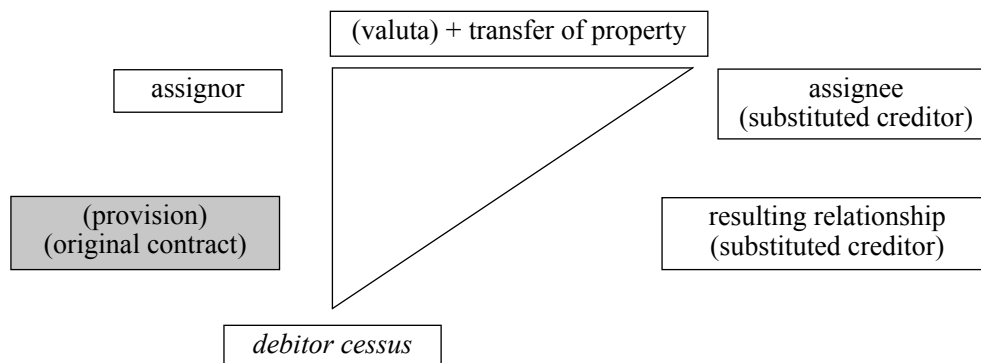 (valuta) + transfer of property
assignor
assignee
(substituted creditor)
(provision)
(original contract)
resulting relationship
(substituted creditor)
debitor cessus